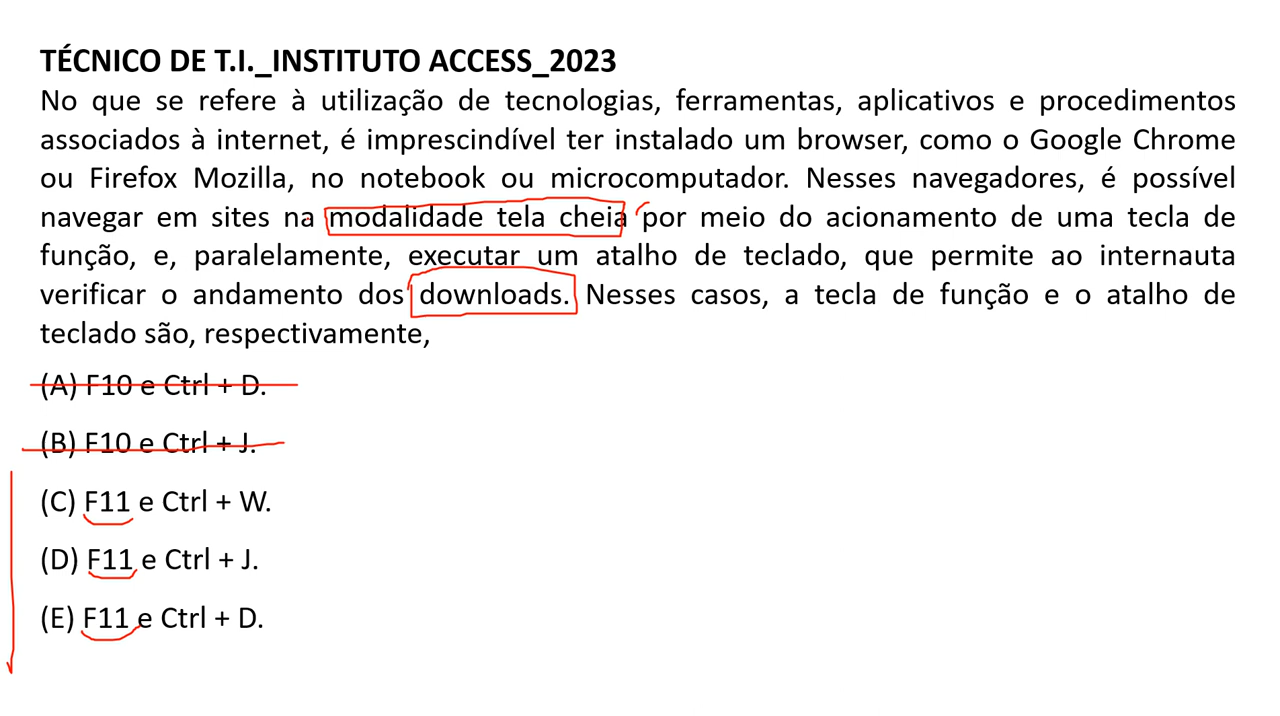 TÉCNICO DE T.I._INSTITUTO ACCESS_2023
No que se refere à utilização de tecnologias, ferramentas, aplicativos e procedimentos
associados à internet, é imprescindível ter instalado um browser, como o Google Chrome
ou Firefox Mozilla, no notebook ou microcomputador. Nesses navegadores, é possível
navegar em sites na modalidade tela cheia por meio do acionamento de uma tecla de
função, e, paralelamente, executar um atalho de teclado, que permite ao internauta
verificar o andamento dos downloads. Nesses casos, a tecla de função e o atalho de
teclado são, respectivamente,
(A) F10 e Ctrl + D.
(B) F10 e Ctrl + J.
(C) F11 e Ctrl + W.
(D) F11 e Ctrl + J.
(E) F11 e Ctrl + D.